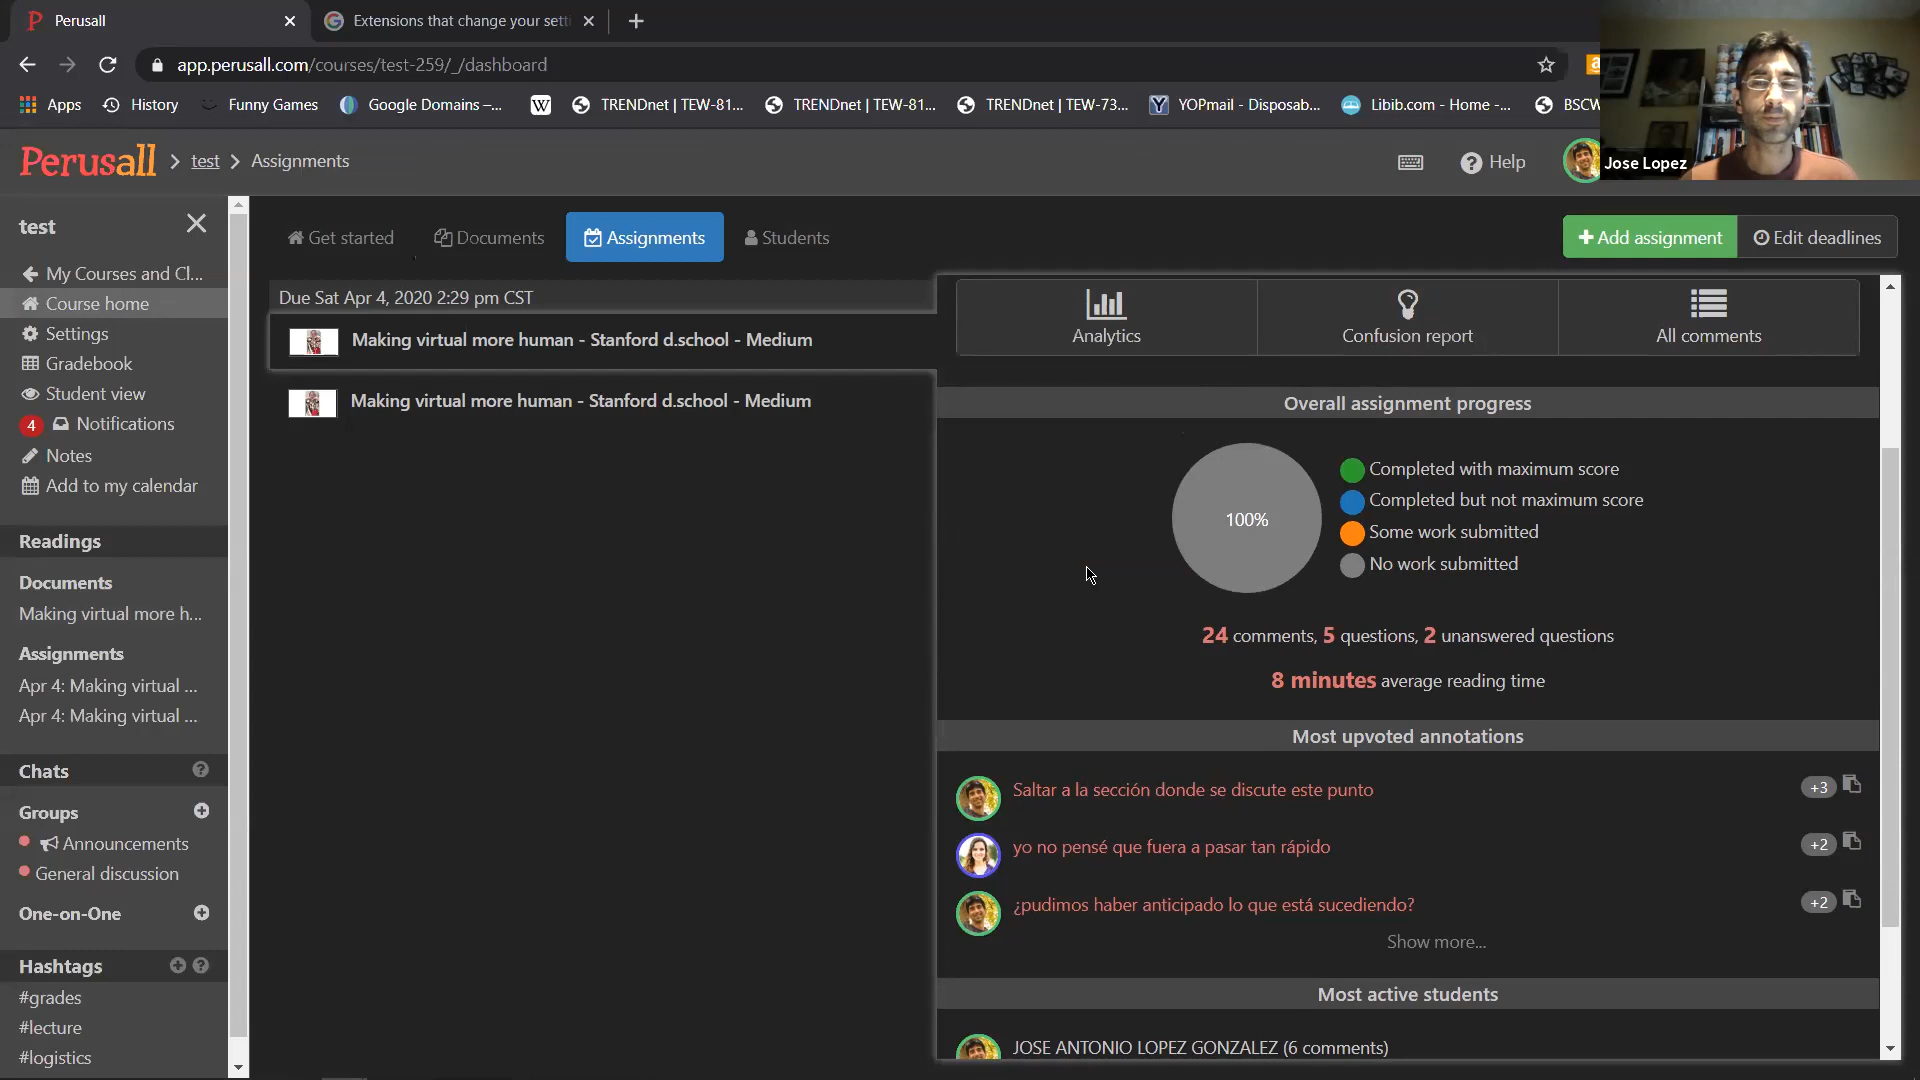 Perusall
Extensions that change your sett
app.perusall.com/courses/test-259/_/dashboard
Apps
History
Funny Games
Google Domains –...
W
TRENDnet | TEW-81...
TRENDnet | TEW-81...
TRENDnet | TEW-73...
YOPmail - Disposab...
Libib.com - Home -...
BSCW
Jose Lopez
Perusall > test > Assignments
Help
test
My Courses and Cl...
Course home
Settings
Gradebook
Student view
4 Notifications
Notes
Add to my calendar
Readings
Documents
Making virtual more h...
Assignments
Apr 4: Making virtual ...
Apr 4: Making virtual ...
Chats
Groups
Announcements
General discussion
One-on-One
Hashtags
#grades
#lecture
#logistics
Get started
Documents
Assignments
Students
+ Add assignment
Edit deadlines
Due Sat Apr 4, 2020 2:29 pm CST
Making virtual more human - Stanford d.school - Medium
Making virtual more human - Stanford d.school - Medium
Analytics
Confusion report
All comments
Overall assignment progress
100%
Completed with maximum score
Completed but not maximum score
Some work submitted
No work submitted
24 comments, 5 questions, 2 unanswered questions
8 minutes average reading time
Most upvoted annotations
Saltar a la sección donde se discute este punto
+3
yo no pensé que fuera a pasar tan rápido
+2
¿pudimos haber anticipado lo que está sucediendo?
+2
Show more...
Most active students
JOSE ANTONIO LOPEZ GONZALEZ (6 comments)